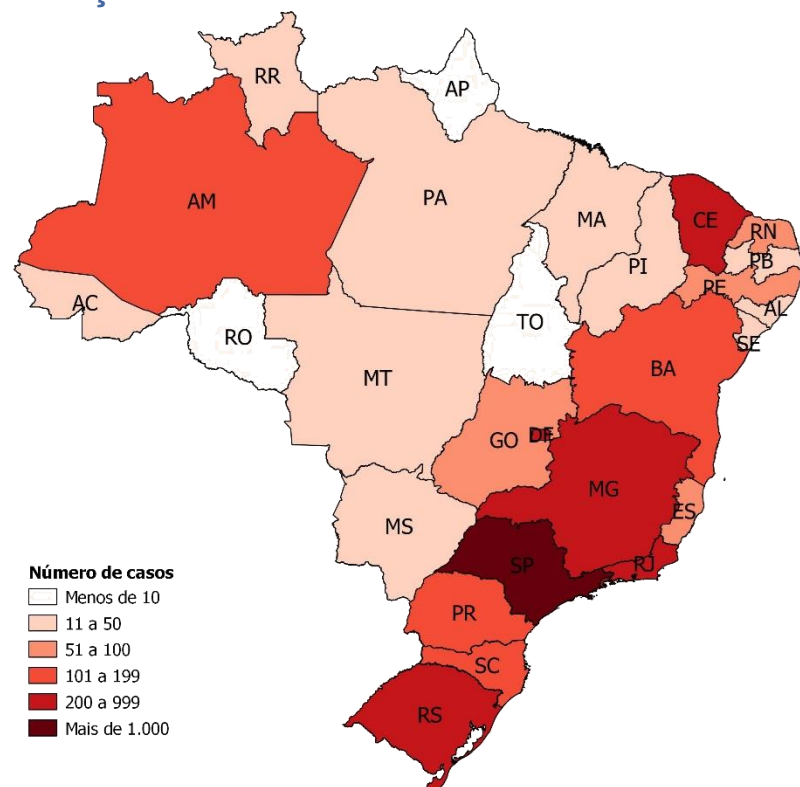 RR
AP
AM
PA
MA
CE
RN
PB
PI
PE
AL
SE
AC
RO
TO
BA
MT
GO
DF
MG
ES
MS
SP
RJ
PR
SC
RS
Número de casos
Menos de 10
11 a 50
51 a 100
101 a 199
200 a 999
Mais de 1.000